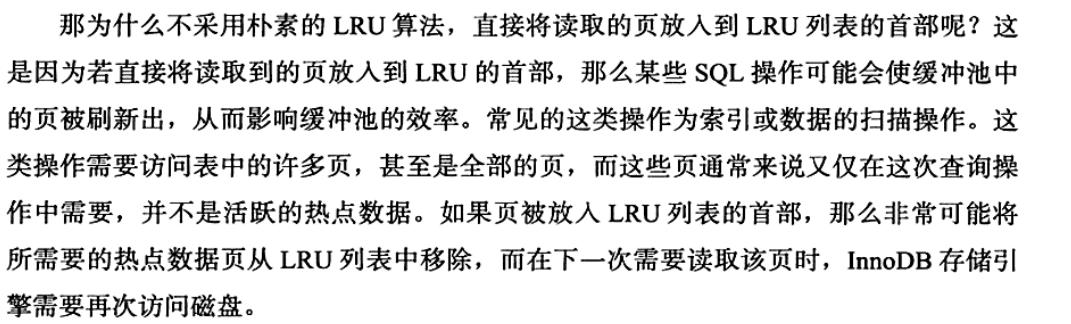 那为什么不采用朴素的 LRU 算法，直接将读取的页放入到 LRU 列表的首部呢？这
是因为若直接将读取到的页放入到 LRU 的首部，那么某些 SQL 操作可能会使缓冲池中
的页被刷新出，从而影响缓冲池的效率。常见的这类操作为索引或数据的扫描操作。这
类操作需要访问表中的许多页，甚至是全部的页，而这些页通常来说又仅在这次查询操
作中需要，并不是活跃的热点数据。如果页被放入 LRU 列表的首部，那么非常可能将
所需要的热点数据页从 LRU 列表中移除，而在下一次需要读取该页时，InnoDB 存储引
擎需要再次访问磁盘。